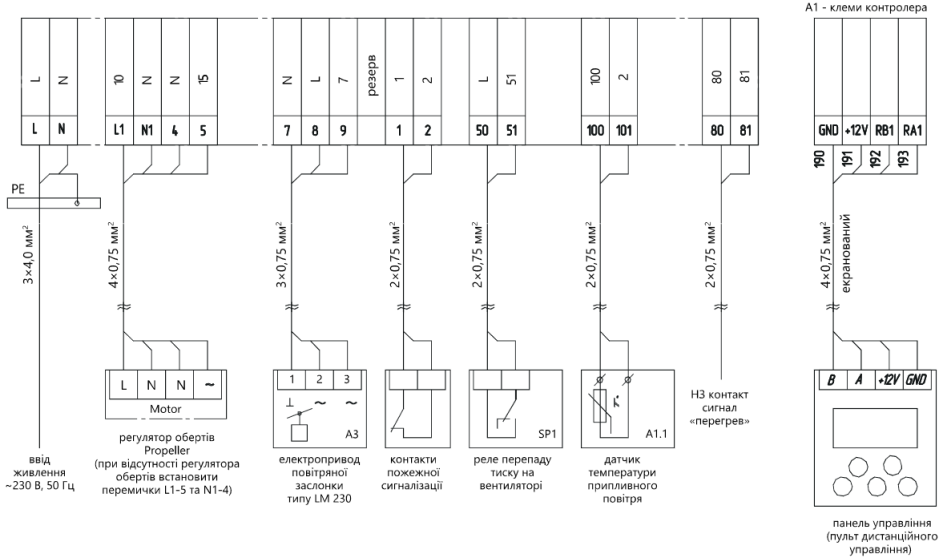 A1 - клеми контролера
L N 10 N N 15 N L 7 резерв 1 2 L 51 100 2 80 81
L N L1 N1 4 5 7 8 9 1 2 50 51 100 101 80 81 GND +12V RB1 RA1
190 191 192 193
PE
3×4,0 мм²
4×0,75 мм²
3×0,75 мм²
2×0,75 мм²
2×0,75 мм²
2×0,75 мм²
2×0,75 мм²
4×0,75 мм²
екранований
L N N ~
Motor
1 2 3
⊥ ~ ~
A3
SP1
T°
A1.1
B A +12V GND
ввід
живлення
~230 В, 50 Гц
регулятор обертів
Propeller
(при відсутності регулятора
обертів встановити
перемички L1-5 та N1-4)
електропривод
повітряної
заслонки
типу LM 230
контакти
пожежної
сигналізації
реле перепаду
тиску на
вентиляторі
датчик
температури
припливного
повітря
НЗ контакт
сигнал
«перегрев»
панель управління
(пульт дистанційного
управління)